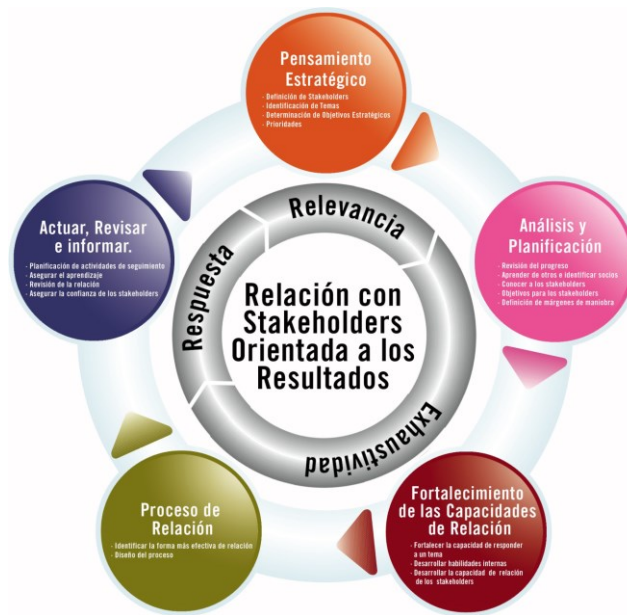 Pensamiento
Estratégico
- Definición de Stakeholders
- Identificación de Temas
- Determinación de Objetivos Estratégicos
- Prioridades
Análisis y
Planificación
- Revisión del progreso
- Aprender de otros e identificar socios
- Conocer a los stakeholders
- Objetivos para los stakeholders
- Definición de márgenes de maniobra
Fortalecimiento
de las Capacidades
de Relación
- Fortalecer la capacidad de responder
a un tema
- Desarrollar habilidades internas
- Desarrollar la capacidad de relación
de los stakeholders
Proceso de
Relación
- Identificar la forma más efectiva de relación
- Diseño del proceso
Actuar, Revisar
e informar.
- Planificación de actividades de seguimiento
- Asegurar el aprendizaje
- Revisión de la relación
- Asegurar la confianza de los stakeholders
Relevancia
Exhaustividad
Respuesta
Relación con
Stakeholders
Orientada a los
Resultados